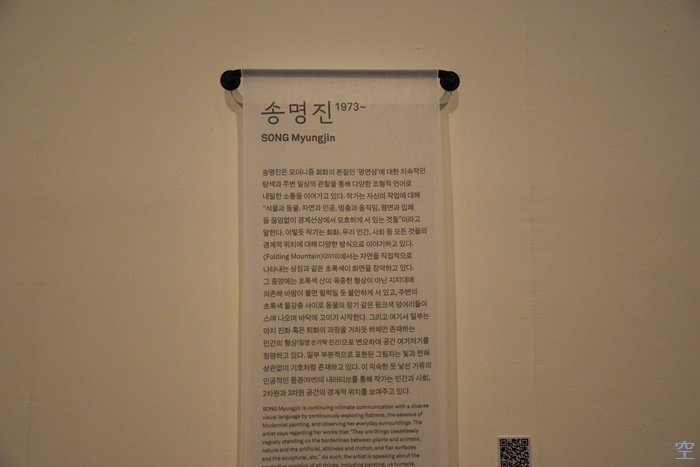 송명진 1973~
SONG Myungjin
송명진은 모더니즘 회화의 본질인 '평면성'에 대한 지속적인
탐색과 주변 일상의 관찰을 통해 다양한 조형적 언어로
내밀한 소통을 이어가고 있다. 작가는 자신의 작업에 대해
"식물과 동물, 자연과 인공, 멈춤과 움직임, 평면과 입체
등 끊임없이 경계선상에서 모호하게 서 있는 것들"이라고
말한다. 이렇듯 작가는 회화, 우리 인간, 사회 등 모든 것들의
경계적 위치에 대해 다양한 방식으로 이야기하고 있다.
〈Folding Mountain〉(2010)에서는 자연을 직접적으로
나타내는 상징과 같은 초록색이 화면을 장악하고 있다.
그 중앙에는 초록색 산이 육중한 형상이 아닌 지지대에
의존해 바람이 불면 펄럭일 듯 불안하게 서 있고, 주변의
초록색 물감층 사이로 동물의 장기 같은 핑크색 덩어리들이
스며 나오며 바닥에 고이기 시작한다. 그리고 여기서 일부는
마치 진화 혹은 회화의 과정을 거치듯 하체만 존재하는
인간의 형상(일명 손가락 인간)으로 변모하여 공간 여기저기를
점령하고 있다. 일부 부분적으로 표현된 그림자는 빛과 전혀
상관없이 기호처럼 존재하고 있다. 이 익숙한 듯 낯선 기류의
인공적인 풍경이면의 내러티브를 통해 작가는 인간과 사회,
2차원과 3차원 공간의 경계적 위치를 보여주고 있다.
SONG Myungjin is continuing intimate communication with a diverse
visual language by continuously exploring flatness, the essence of
Modernist painting, and observing her everyday surroundings. The
artist says regarding her works that "They are things ceaselessly
vaguely standing on the borderlines between plants and animals,
nature and the artificial, stillness and motion, and flat surfaces
and the sculptural, etc." As such, the artist is speaking about the
borderline position of all things, including painting, us humans,
空